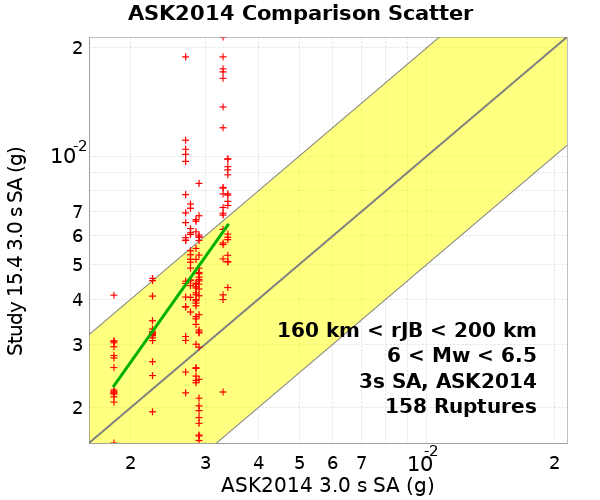 ASK2014 Comparison Scatter
Study 15.4 3.0 s SA (g)
2
10-2
7
6
5
4
3
2
160 km < rJB < 200 km
6 < Mw < 6.5
3s SA, ASK2014
158 Ruptures
2 3 4 5 6 7 10-2 2
ASK2014 3.0 s SA (g)